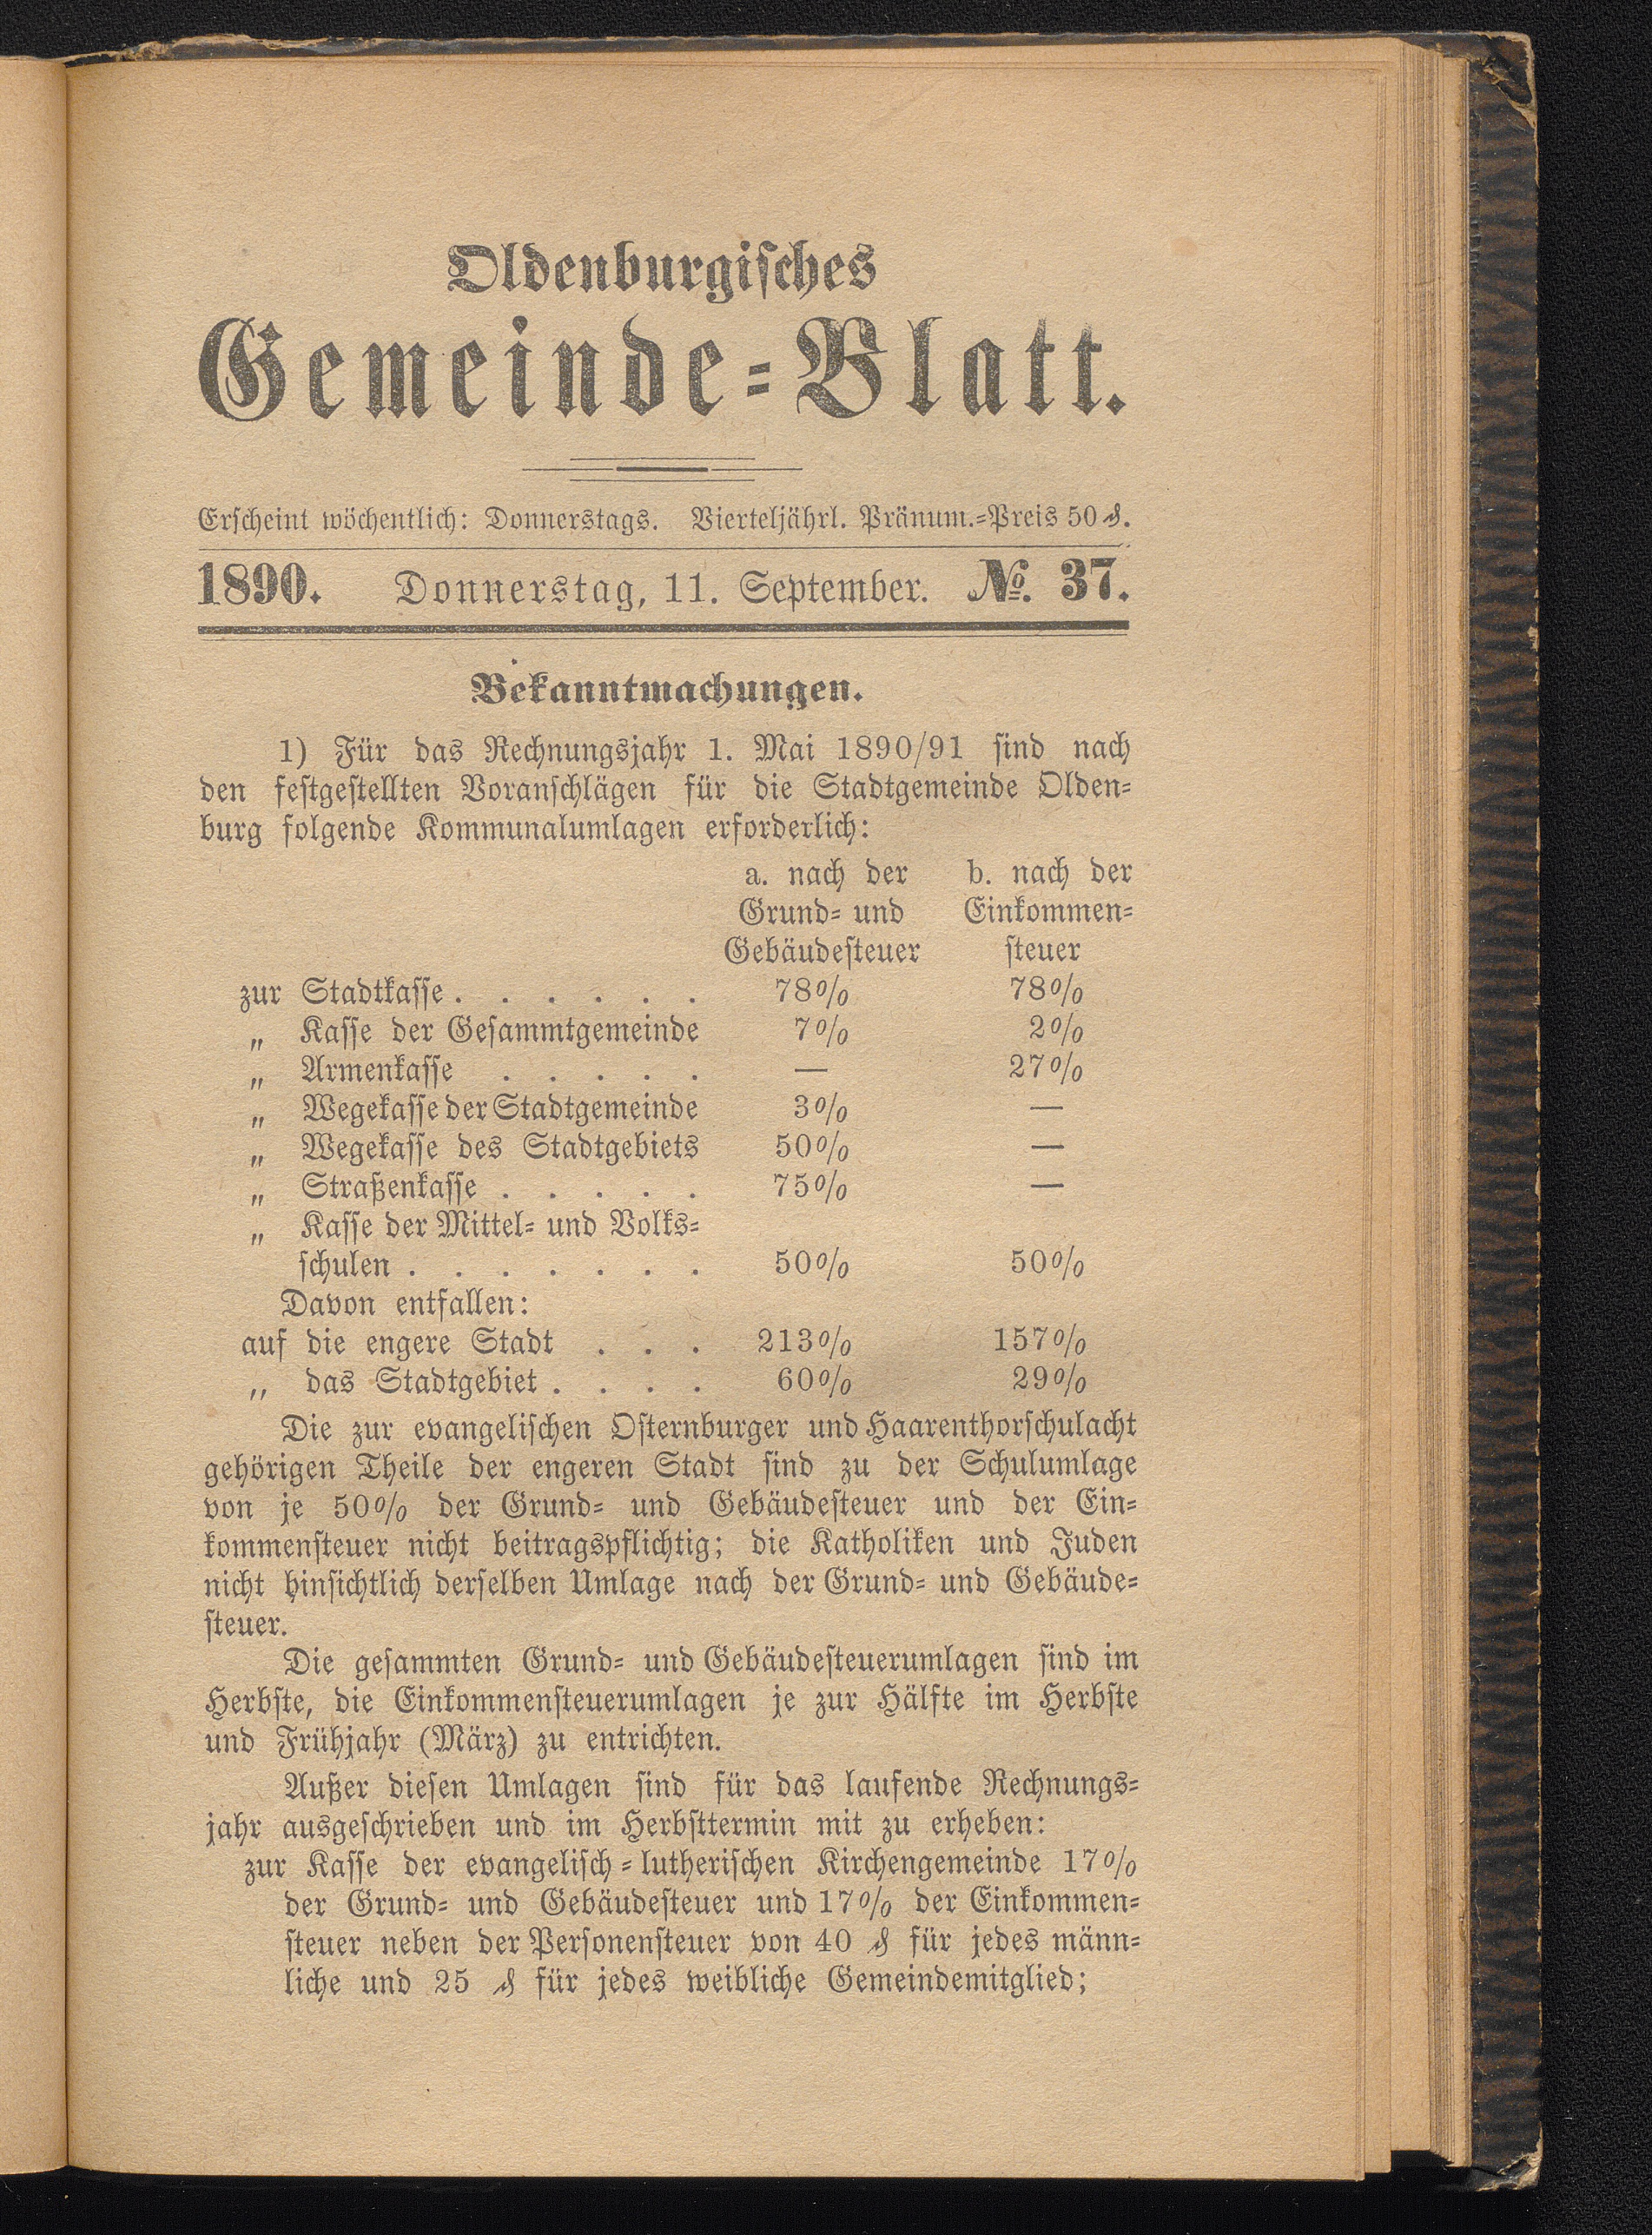 Oldenburgisches
Gemeinde-Blatt.
Erscheint wöchentlich: Donnerstags. Vierteljährl. Pränum.-Preis 50 ₰.
1890. Donnerstag, 11. September. №. 37.
Bekanntmachungen.
1) Für das Rechnungsjahr 1. Mai 1890/91 sind nach
den festgestellten Voranschlägen für die Stadtgemeinde Olden-
burg folgende Kommunalumlagen erforderlich:
a. nach der b. nach der
Grund- und Einkommen-
Gebäudesteuer steuer
zur Stadtkasse . . . . . . 78% 78%
„ Kasse der Gesammtgemeinde 7% 2%
„ Armenkasse . . . . . — 27%
„ Wegekasse der Stadtgemeinde 3% —
„ Wegekasse des Stadtgebiets 50% —
„ Straßenkasse . . . . . 75% —
„ Kasse der Mittel- und Volks-
schulen . . . . . . . 50% 50%
Davon entfallen:
auf die engere Stadt . . . 213% 157%
„ das Stadtgebiet . . . . 60% 29%
Die zur evangelischen Osternburger und Haarenthorschulacht
gehörigen Theile der engeren Stadt sind zu der Schulumlage
von je 50% der Grund- und Gebäudesteuer und der Ein-
kommensteuer nicht beitragspflichtig; die Katholiken und Juden
nicht hinsichtlich derselben Umlage nach der Grund- und Gebäude-
steuer.
Die gesammten Grund- und Gebäudesteuerumlagen sind im
Herbste, die Einkommensteuerumlagen je zur Hälfte im Herbste
und Frühjahr (März) zu entrichten.
Außer diesen Umlagen sind für das laufende Rechnungs-
jahr ausgeschrieben und im Herbsttermin mit zu erheben:
zur Kasse der evangelisch-lutherischen Kirchengemeinde 17%
der Grund- und Gebäudesteuer und 17% der Einkommen-
steuer neben der Personensteuer von 40 ₰ für jedes männ-
liche und 25 ₰ für jedes weibliche Gemeindemitglied;